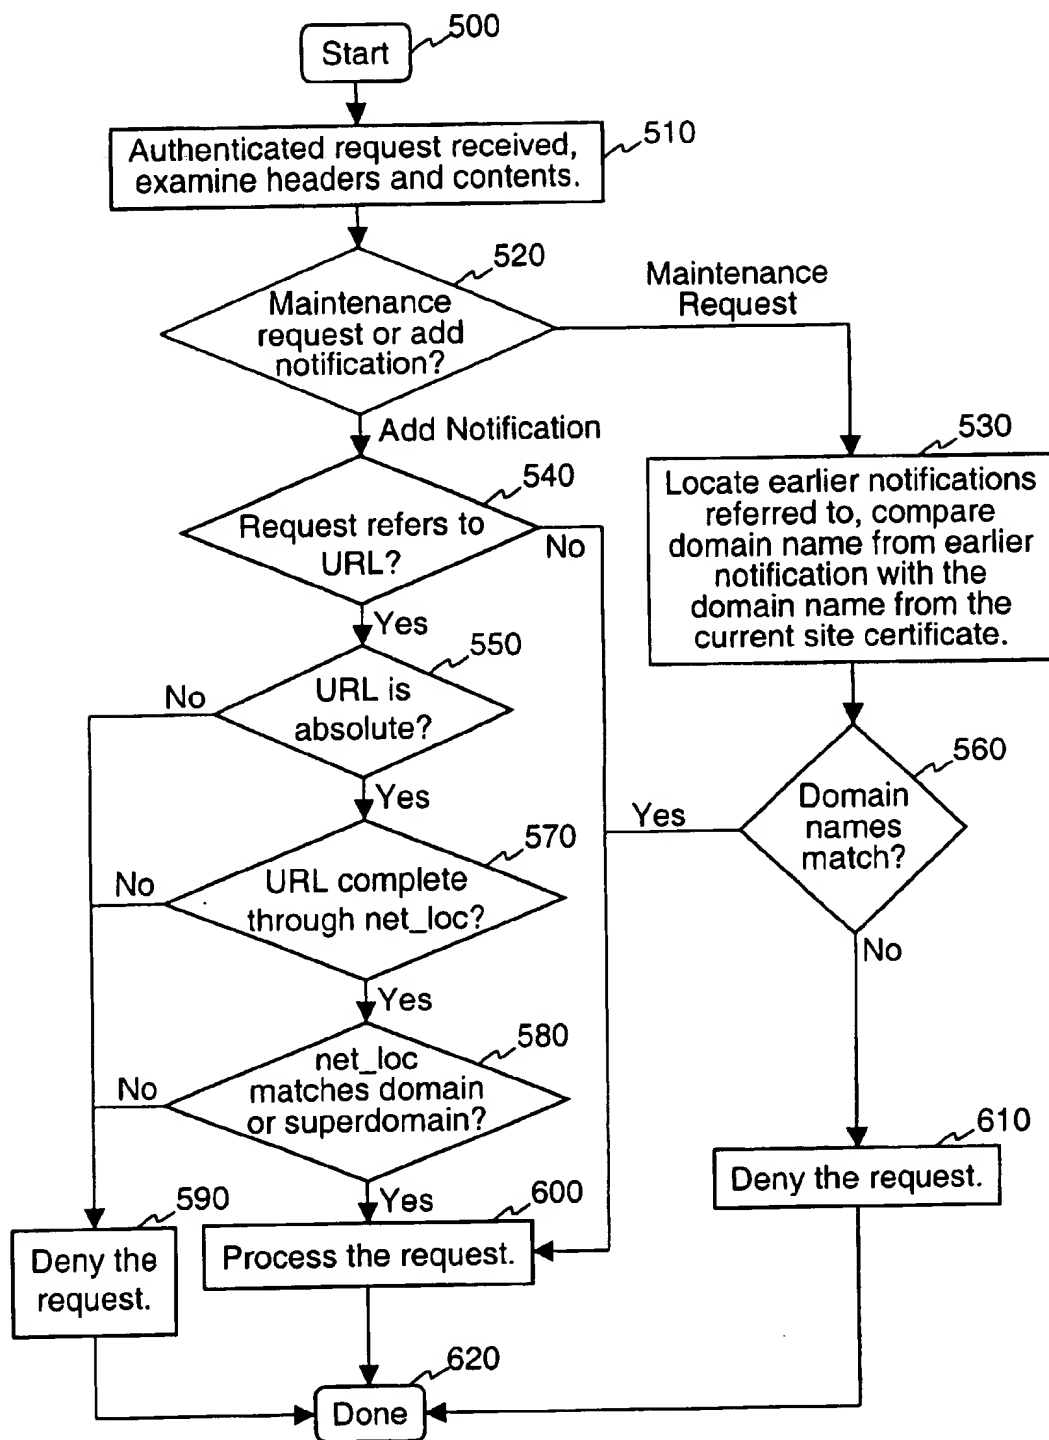 500
Start
510
Authenticated request received,
examine headers and contents.
520
Maintenance
request or add
notification?
Maintenance
Request
Add Notification
530
Locate earlier notifications
referred to, compare
domain name from earlier
notification with the
domain name from the
current site certificate.
540
Request refers to
URL?
No
Yes
550
URL is
absolute?
No
Yes
560
Domain
names
match?
Yes
No
570
URL complete
through net_loc?
No
Yes
580
net_loc
matches domain
or superdomain?
No
Yes
590
Deny the
request.
600
Process the request.
610
Deny the request.
620
Done